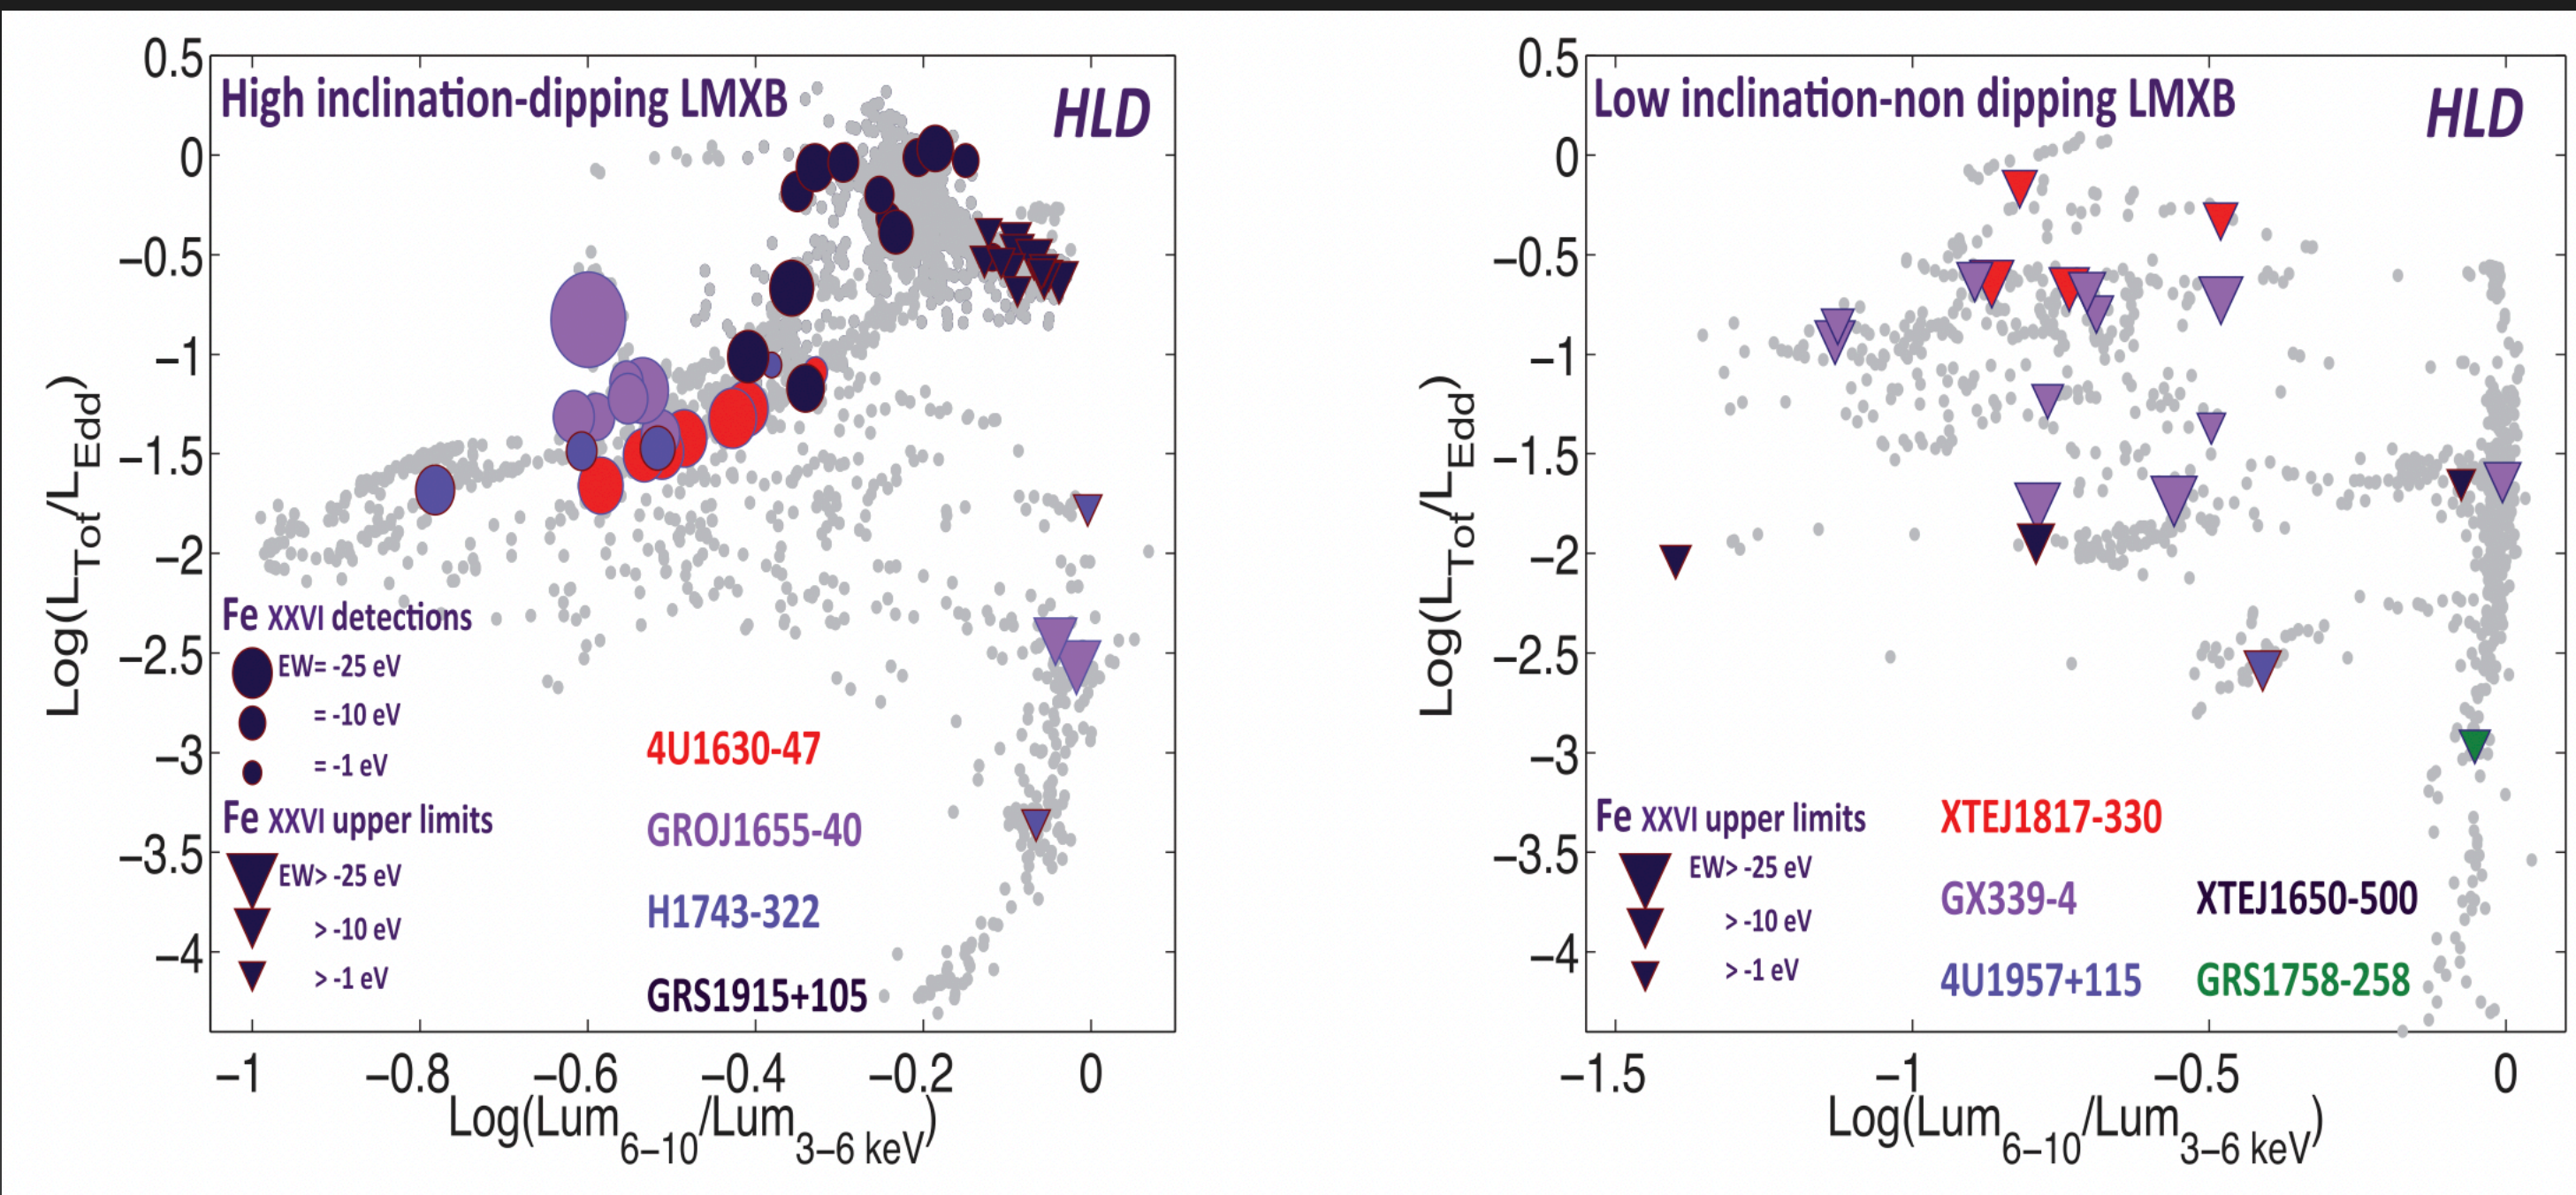 High inclination-dipping LMXB
HLD
0.5
0
−0.5
−1
−1.5
−2
−2.5
−3
−3.5
−4
Log(L_Tot/L_Edd)
Fe XXVI detections
EW= -25 eV
= -10 eV
= -1 eV
Fe XXVI upper limits
EW> -25 eV
> -10 eV
> -1 eV
4U1630-47
GROJ1655-40
H1743-322
GRS1915+105
−1 −0.8 −0.6 −0.4 −0.2 0
Log(Lum_6−10/Lum_3−6 keV)
Low inclination-non dipping LMXB
HLD
0.5
0
−0.5
−1
−1.5
−2
−2.5
−3
−3.5
−4
Log(L_Tot/L_Edd)
Fe XXVI upper limits
EW> -25 eV
> -10 eV
> -1 eV
XTEJ1817-330
GX339-4
4U1957+115
XTEJ1650-500
GRS1758-258
−1.5 −1 −0.5 0
Log(Lum_6−10/Lum_3−6 keV)